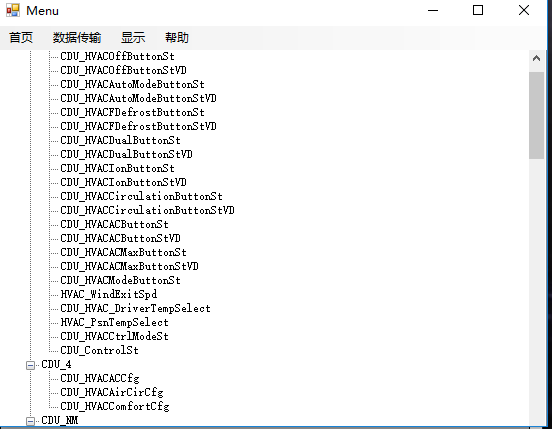 Menu
首页 数据传输 显示 帮助
CDU_HVACOffButtonSt
CDU_HVACOffButtonStVD
CDU_HVACAutoModeButtonSt
CDU_HVACAutoModeButtonStVD
CDU_HVACFDefrostButtonSt
CDU_HVACFDefrostButtonStVD
CDU_HVACDualButtonSt
CDU_HVACDualButtonStVD
CDU_HVACIonButtonSt
CDU_HVACIonButtonStVD
CDU_HVACCirculationButtonSt
CDU_HVACCirculationButtonStVD
CDU_HVACACButtonSt
CDU_HVACACButtonStVD
CDU_HVACACMaxButtonSt
CDU_HVACACMaxButtonStVD
CDU_HVACModeButtonSt
HVAC_WindExitSpd
CDU_HVAC_DriverTempSelect
HVAC_PsnTempSelect
CDU_HVACCtrlModeSt
CDU_ControlSt
CDU_4
CDU_HVACACCfg
CDU_HVACAirCirCfg
CDU_HVACComfortCfg
CDU_NM